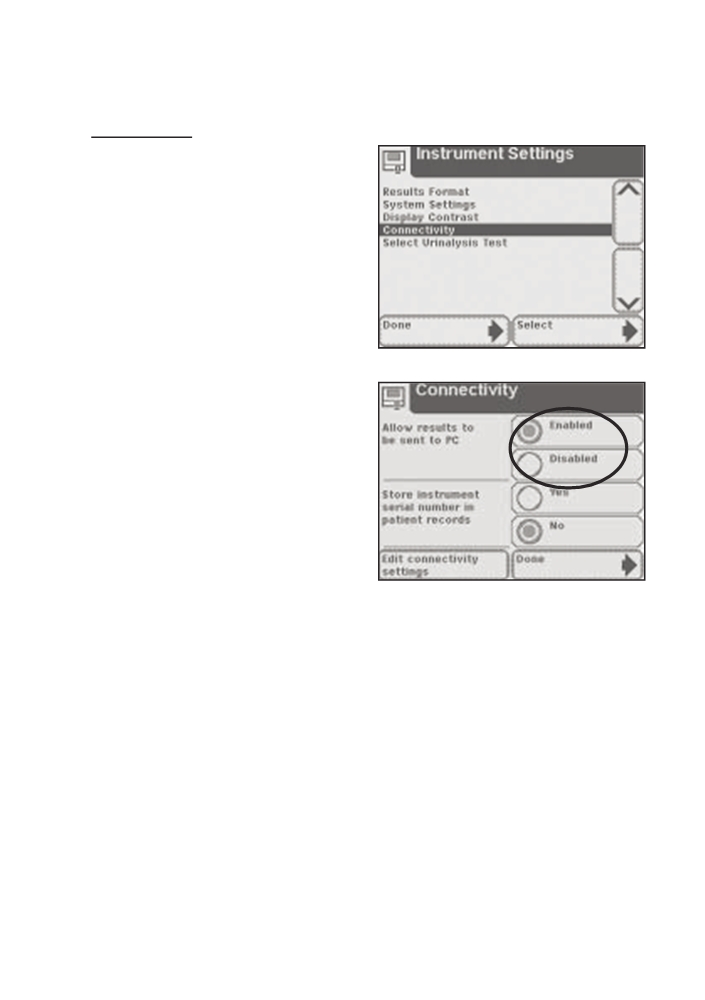 Instrument Settings
Results Format
System Settings
Display Contrast
Connectivity
Select Urinalysis Test
Done
Select
Connectivity
Allow results to
be sent to PC
Enabled
Disabled
Store instrument
serial number in
patient records
Yes
No
Edit connectivity
settings
Done